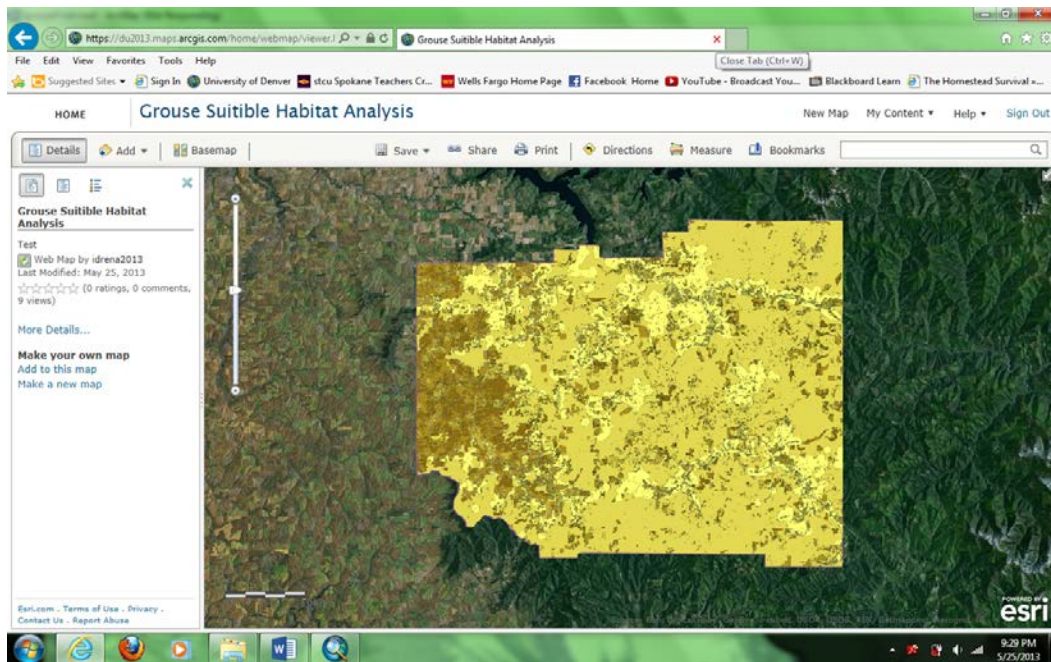 https://du2013.maps.arcgis.com/home/webmap/viewer.l
Grouse Suitible Habitat Analysis
Close Tab (Ctrl+W)
File Edit View Favorites Tools Help
Suggested Sites Sign In University of Denver stcu Spokane Teachers Cr... Wells Fargo Home Page Facebook Home YouTube - Broadcast You... Blackboard Learn The Homestead Survival «...
HOME Grouse Suitible Habitat Analysis New Map My Content Help Sign Out
Details Add Basemap Save Share Print Directions Measure Bookmarks
Grouse Suitible Habitat
Analysis
Test
Web Map by idrena2013
Last Modified: May 25, 2013
(0 ratings, 0 comments,
9 views)
More Details...
Make your own map
Add to this map
Make a new map
Esri.com . Terms of Use . Privacy .
Contact Us . Report Abuse
POWERED BY
esri
9:29 PM
5/25/2013